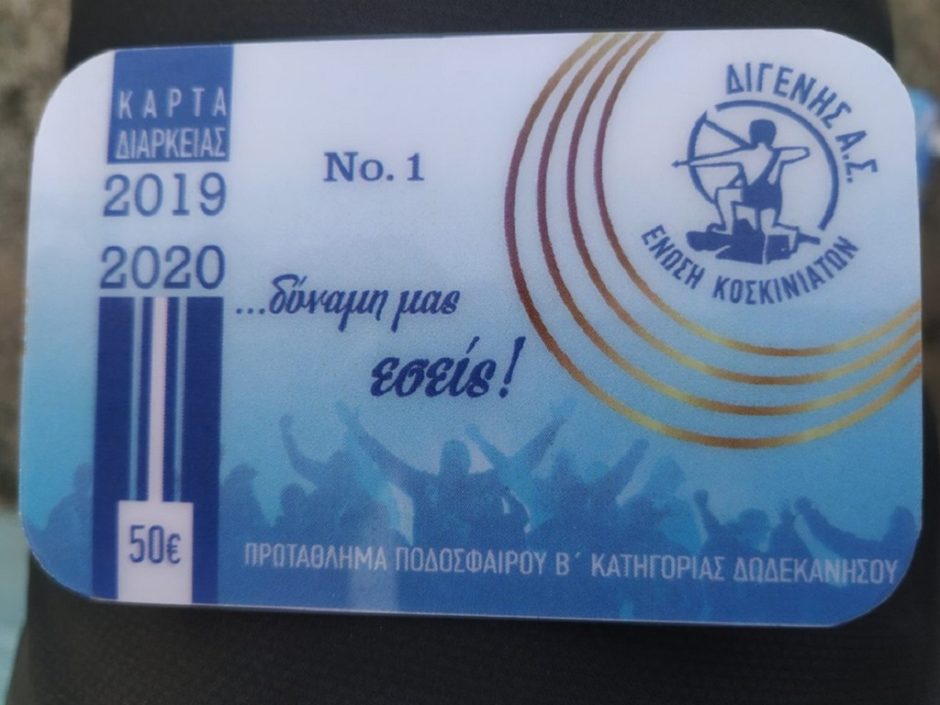 ΚΑΡΤΑ
ΔΙΑΡΚΕΙΑΣ
2019
2020
No. 1
...δύναμη μας
εσείς!
ΔΙΓΕΝΗΣ Α.Σ.
ΕΝΩΣΗ ΚΟΣΚΙΝΙΑΤΩΝ
50€
ΠΡΩΤΑΘΛΗΜΑ ΠΟΔΟΣΦΑΙΡΟΥ Β΄ ΚΑΤΗΓΟΡΙΑΣ ΔΩΔΕΚΑΝΗΣΟΥ